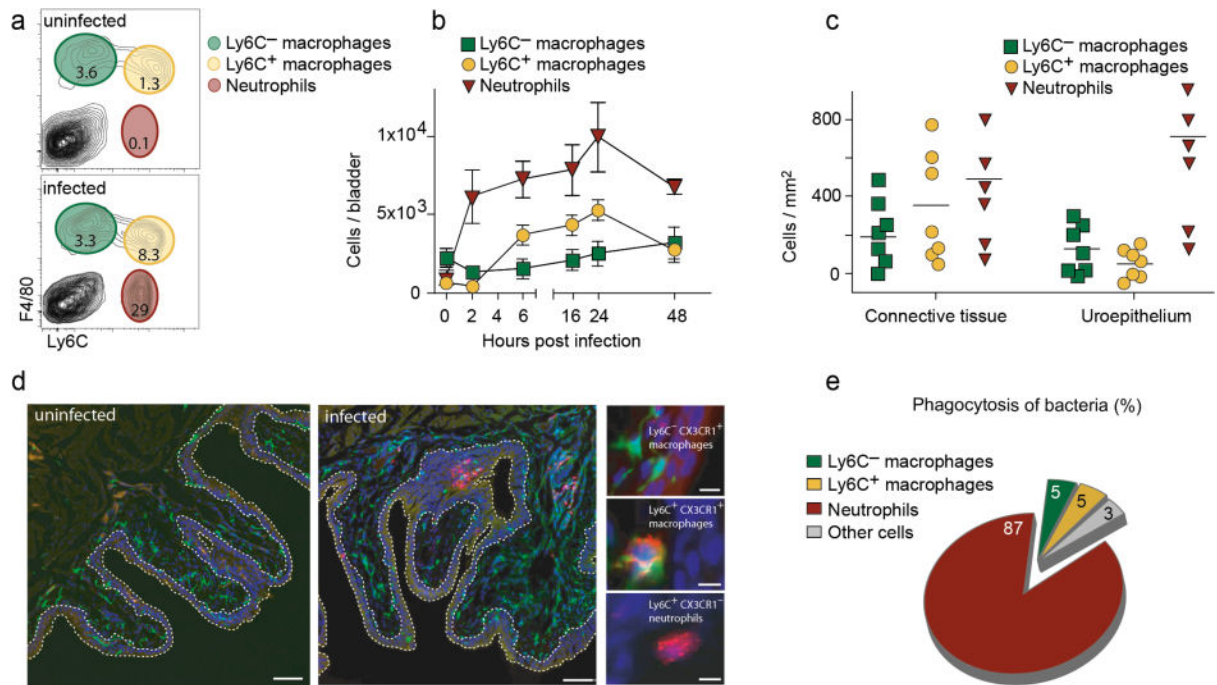 a
uninfected
3.6
1.3
0.1
infected
3.3
8.3
29
F4/80
Ly6C
Ly6C⁻ macrophages
Ly6C⁺ macrophages
Neutrophils
b
Ly6C⁻ macrophages
Ly6C⁺ macrophages
Neutrophils
Cells / bladder
1×10⁴
5×10³
0
0 2 4 6 16 24 48
Hours post infection
c
Ly6C⁻ macrophages
Ly6C⁺ macrophages
Neutrophils
Cells / mm²
800
400
0
Connective tissue Uroepithelium
d
uninfected
infected
Ly6C⁻ CX3CR1⁺
macrophages
Ly6C⁺ CX3CR1⁺
macrophages
Ly6C⁺ CX3CR1⁻
neutrophils
e
Phagocytosis of bacteria (%)
Ly6C⁻ macrophages
Ly6C⁺ macrophages
Neutrophils
Other cells
87
5
5
3